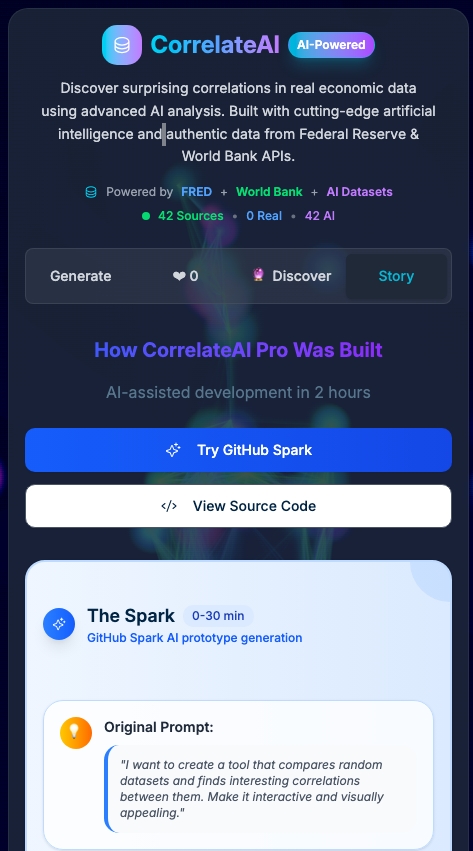 CorrelateAI AI-Powered
Discover surprising correlations in real economic data
using advanced AI analysis. Built with cutting-edge artificial
intelligence and authentic data from Federal Reserve &
World Bank APIs.
Powered by FRED + World Bank + AI Datasets
42 Sources • 0 Real • 42 AI
Generate ❤ 0 🔮 Discover Story
How CorrelateAI Pro Was Built
AI-assisted development in 2 hours
Try GitHub Spark
</> View Source Code
The Spark 0-30 min
GitHub Spark AI prototype generation
Original Prompt:
"I want to create a tool that compares random
datasets and finds interesting correlations
between them. Make it interactive and visually
appealing."